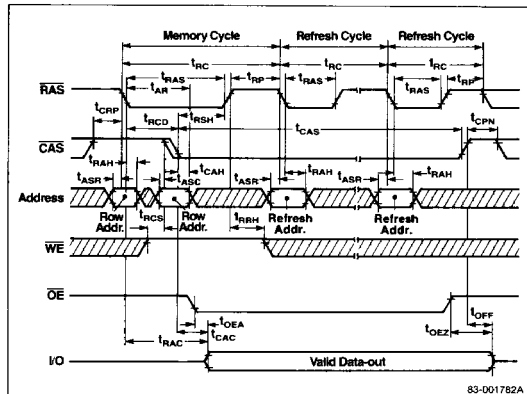 Memory Cycle Refresh Cycle Refresh Cycle
tRC tRC tRC
tRAS tRP tRAS tRAS tRP
tAR
RAS
tCRP tRCD tRSH tCAS tCPN
CAS
tRAH tCAH tRAH tRAH
tASR tASC tASR tASR
Address
Row Addr. tRCS Row Addr. tRRH Refresh Addr. Refresh Addr.
WE
OE
tOEA tOFF
tCAC tOEZ
tRAC
I/O Valid Data-out
83-001782A